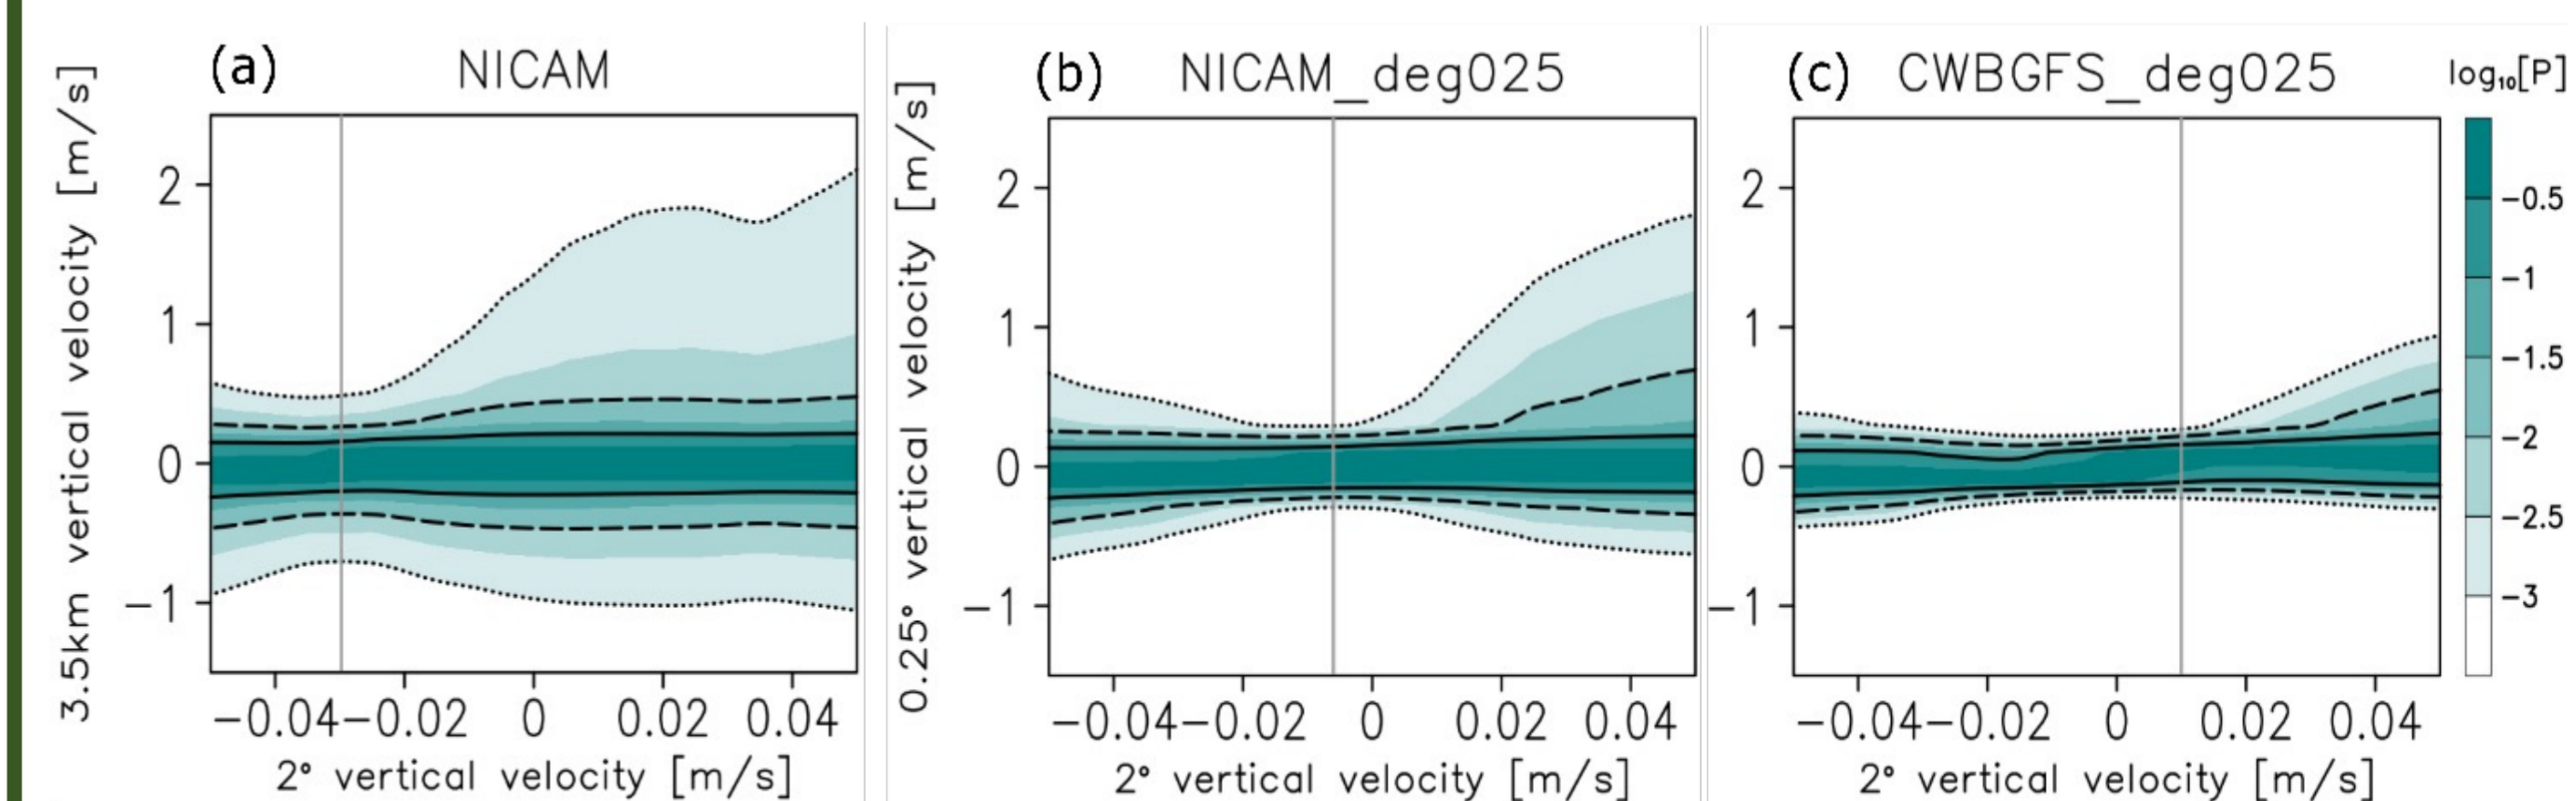 (a) NICAM
3.5km vertical velocity [m/s]
2
1
0
−1
−0.04 −0.02 0 0.02 0.04
2° vertical velocity [m/s]
(b) NICAM_deg025
0.25° vertical velocity [m/s]
2
1
0
−1
−0.04 −0.02 0 0.02 0.04
2° vertical velocity [m/s]
(c) CWBGFS_deg025
2
1
0
−1
−0.04 −0.02 0 0.02 0.04
2° vertical velocity [m/s]
log₁₀[P]
−0.5
−1
−1.5
−2
−2.5
−3